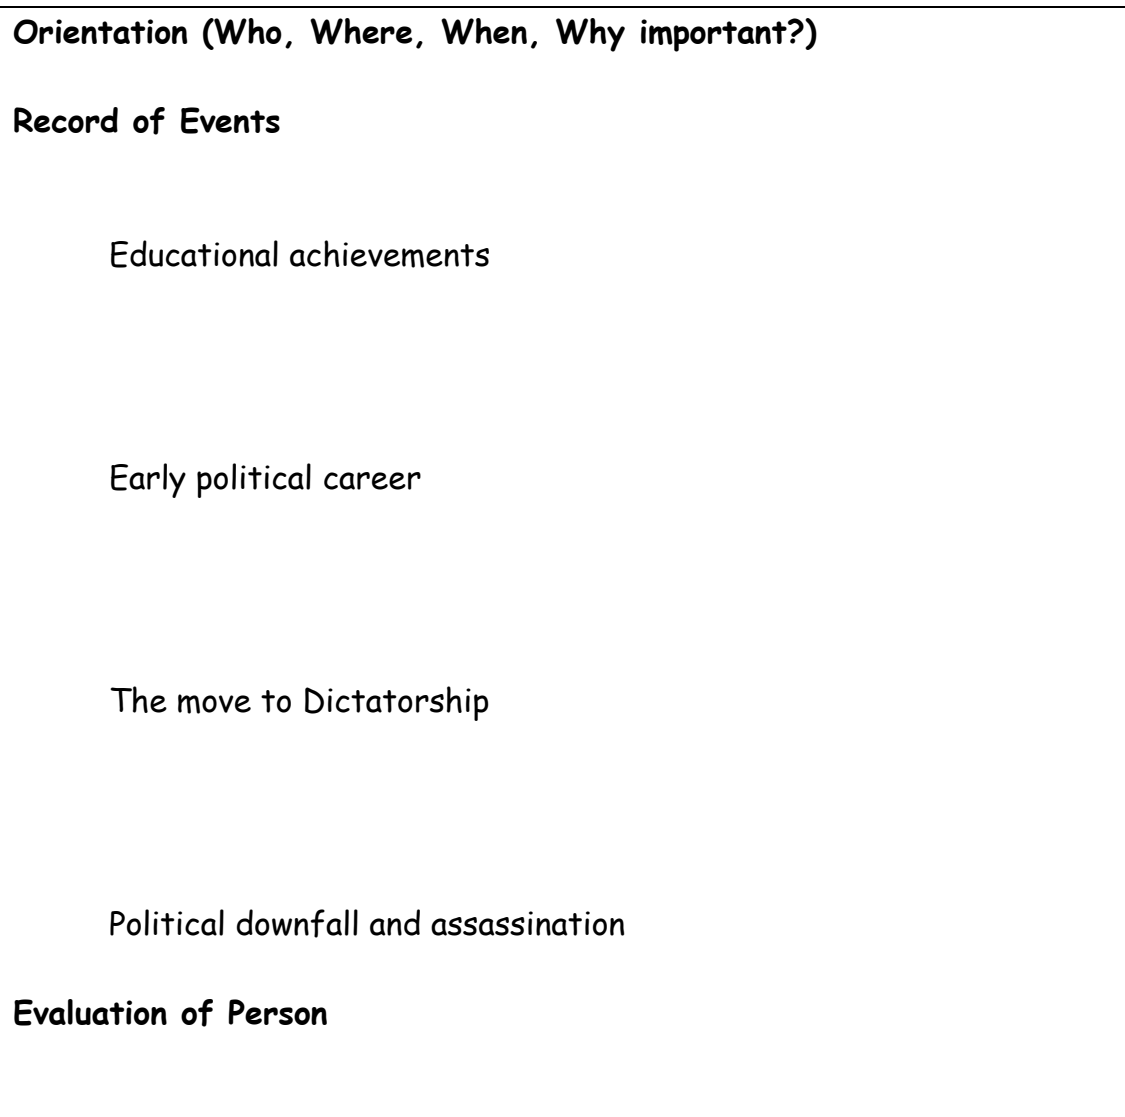 Orientation (Who, Where, When, Why important?)
Record of Events
Educational achievements
Early political career
The move to Dictatorship
Political downfall and assassination
Evaluation of Person